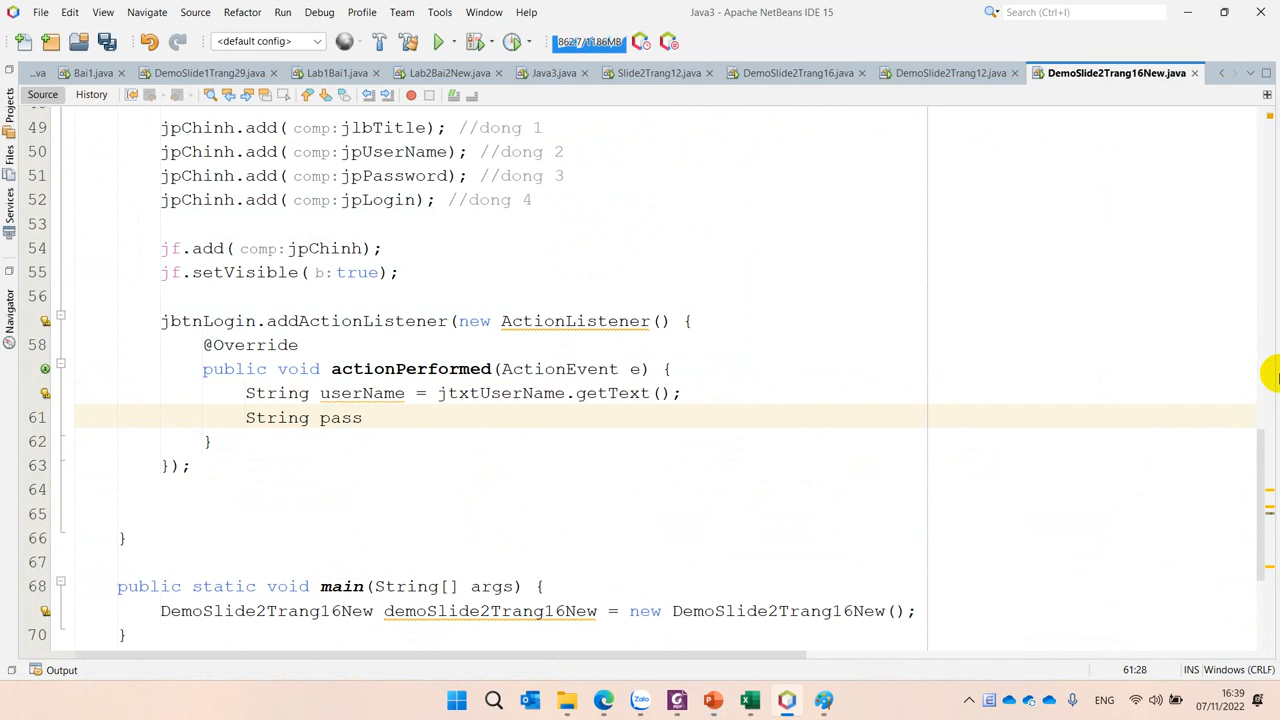 File Edit View Navigate Source Refactor Run Debug Profile Team Tools Window Help
Java3 - Apache NetBeans IDE 15
Search (Ctrl+I)
<default config>
862.7/1186MB
...va Bai1.java DemoSlide1Trang29.java Lab1Bai1.java Lab2Bai2New.java Java3.java Slide2Trang12.java DemoSlide2Trang16.java DemoSlide2Trang12.java DemoSlide2Trang16New.java
Source History
Projects
Files
Services
Navigator
49 jpChinh.add( comp:jlbTitle); //dong 1
50 jpChinh.add( comp:jpUserName); //dong 2
51 jpChinh.add( comp:jpPassword); //dong 3
52 jpChinh.add( comp:jpLogin); //dong 4
53
54 jf.add( comp:jpChinh);
55 jf.setVisible( b:true);
56
jbtnLogin.addActionListener(new ActionListener() {
58 @Override
public void actionPerformed(ActionEvent e) {
String userName = jtxtUserName.getText();
61 String pass
62 }
63 });
64
65
66 }
67
68 public static void main(String[] args) {
DemoSlide2Trang16New demoSlide2Trang16New = new DemoSlide2Trang16New();
70 }
Output
61:28 INS Windows (CRLF)
ENG
16:39
07/11/2022